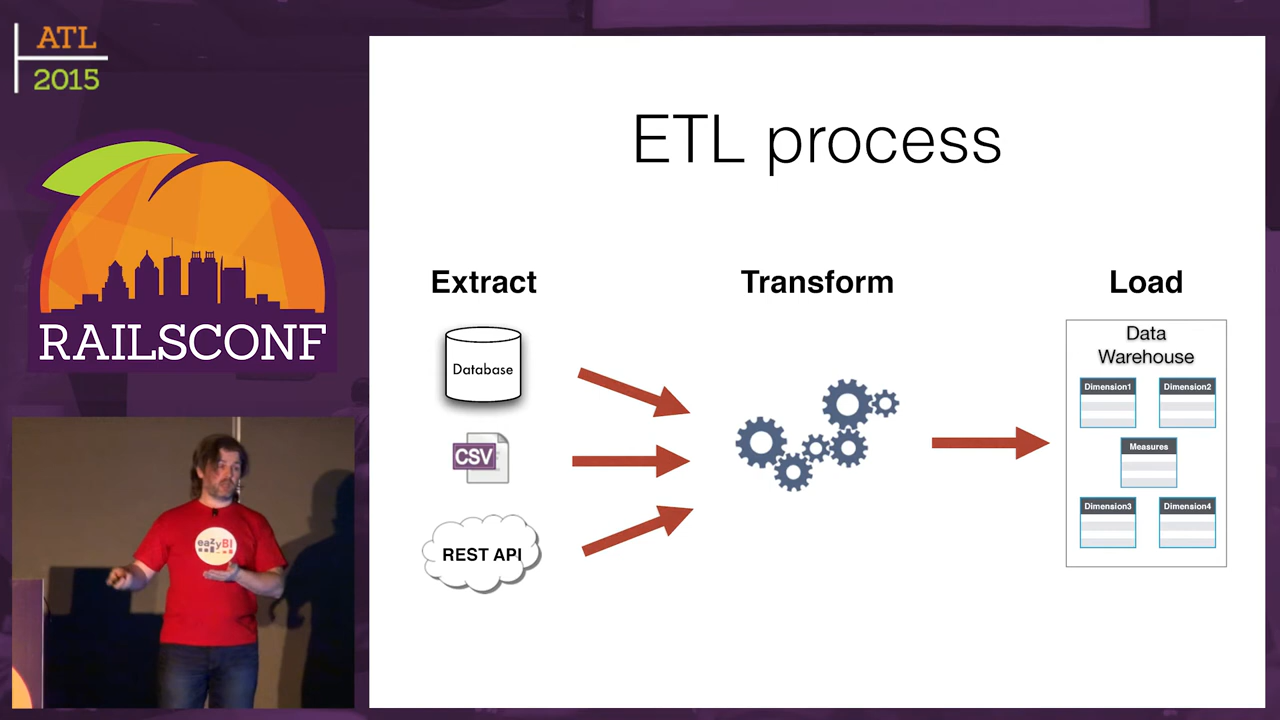 ATL
2015
RAILSCONF
eazyBI
ETL process
Extract
Transform
Load
Database
CSV
REST API
Data
Warehouse
Dimension1
Dimension2
Measures
Dimension3
Dimension4